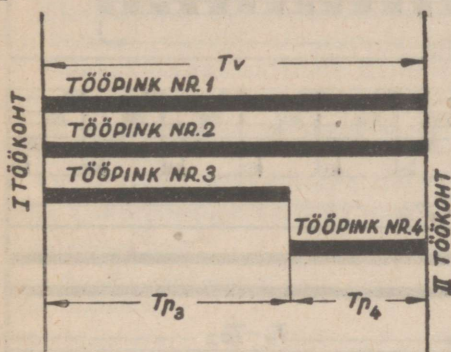 Tv
TÖÖPINK NR.1
TÖÖPINK NR.2
TÖÖPINK NR.3
TÖÖPINK NR.4
Tp₃
Tp₄
I TÖÖKOHT
II TÖÖKOHT